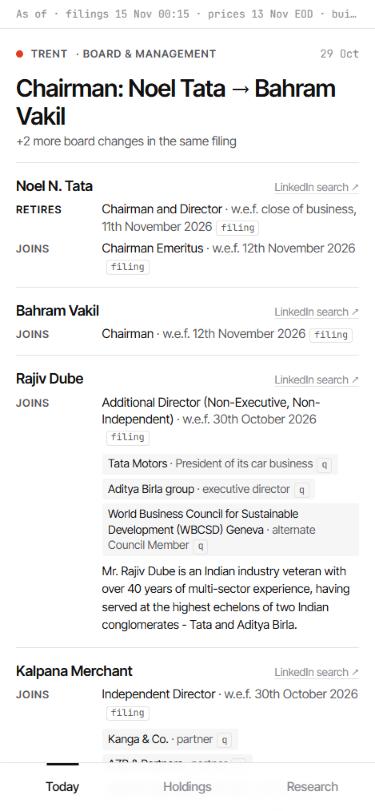 As of · filings 15 Nov 00:15 · prices 13 Nov EOD · bui…
TRENT · BOARD & MANAGEMENT 29 Oct
Chairman: Noel Tata → Bahram
Vakil
+2 more board changes in the same filing
Noel N. Tata LinkedIn search ↗
RETIRES Chairman and Director · w.e.f. close of business,
11th November 2026 filing
JOINS Chairman Emeritus · w.e.f. 12th November 2026
filing
Bahram Vakil LinkedIn search ↗
JOINS Chairman · w.e.f. 12th November 2026 filing
Rajiv Dube LinkedIn search ↗
JOINS Additional Director (Non-Executive, Non-
Independent) · w.e.f. 30th October 2026
filing
Tata Motors · President of its car business q
Aditya Birla group · executive director q
World Business Council for Sustainable
Development (WBCSD) Geneva · alternate
Council Member q
Mr. Rajiv Dube is an Indian industry veteran with
over 40 years of multi-sector experience, having
served at the highest echelons of two Indian
conglomerates - Tata and Aditya Birla.
Kalpana Merchant LinkedIn search ↗
JOINS Independent Director · w.e.f. 30th October 2026
filing
Kanga & Co. · partner q
Today Holdings Research